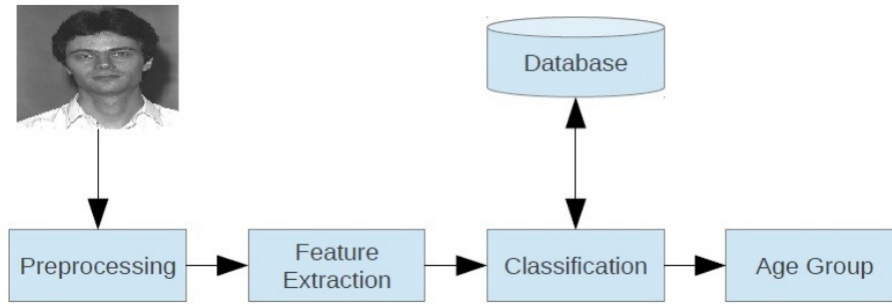 Database
Preprocessing
Feature
Extraction
Classification
Age Group